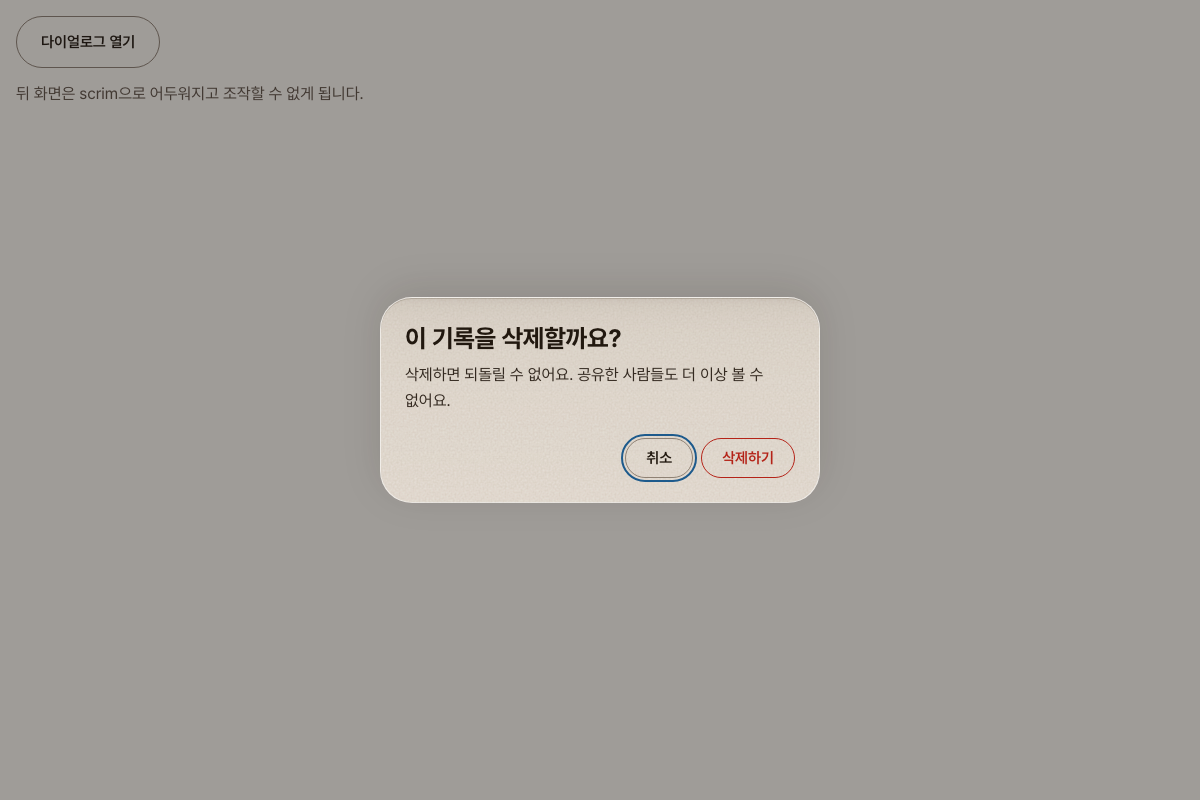 다이얼로그 열기
뒤 화면은 scrim으로 어두워지고 조작할 수 없게 됩니다.
이 기록을 삭제할까요?
삭제하면 되돌릴 수 없어요. 공유한 사람들도 더 이상 볼 수
없어요.
취소
삭제하기